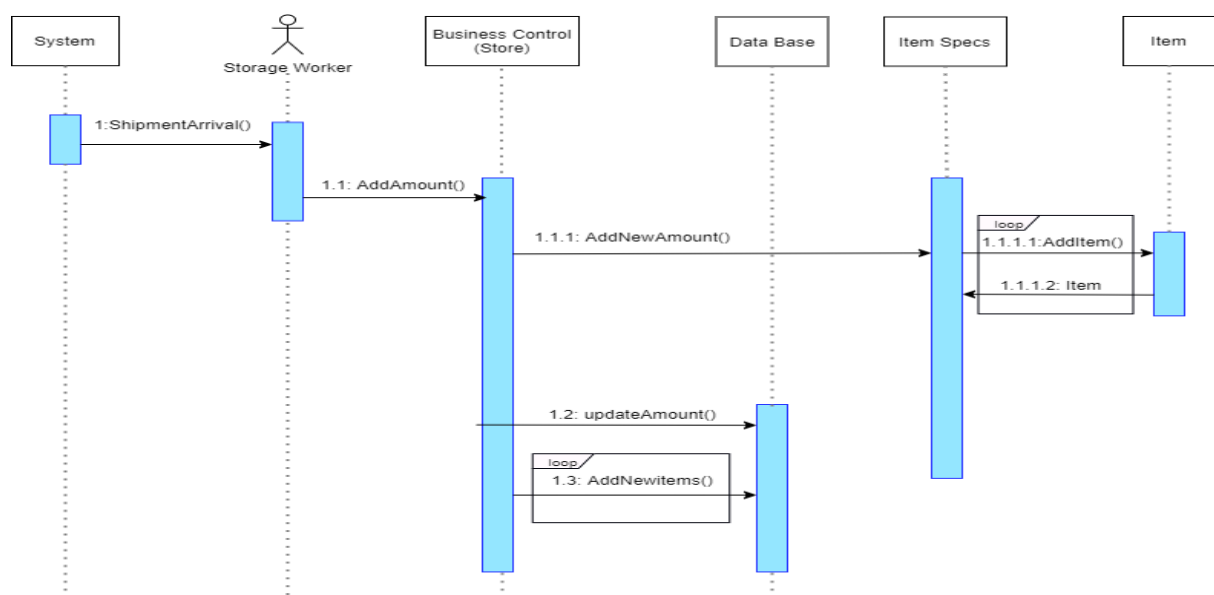 System
Storage Worker
Business Control
(Store)
Data Base
Item Specs
Item
1:ShipmentArrival()
1.1: AddAmount()
1.1.1: AddNewAmount()
loop
1.1.1.1:AddItem()
1.1.1.2: Item
1.2: updateAmount()
loop
1.3: AddNewitems()